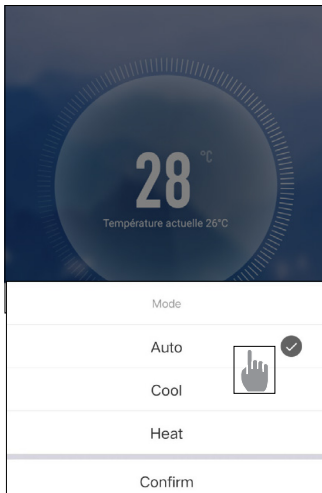 28 °C
Température actuelle 26°C
Mode
Auto
Cool
Heat
Confirm